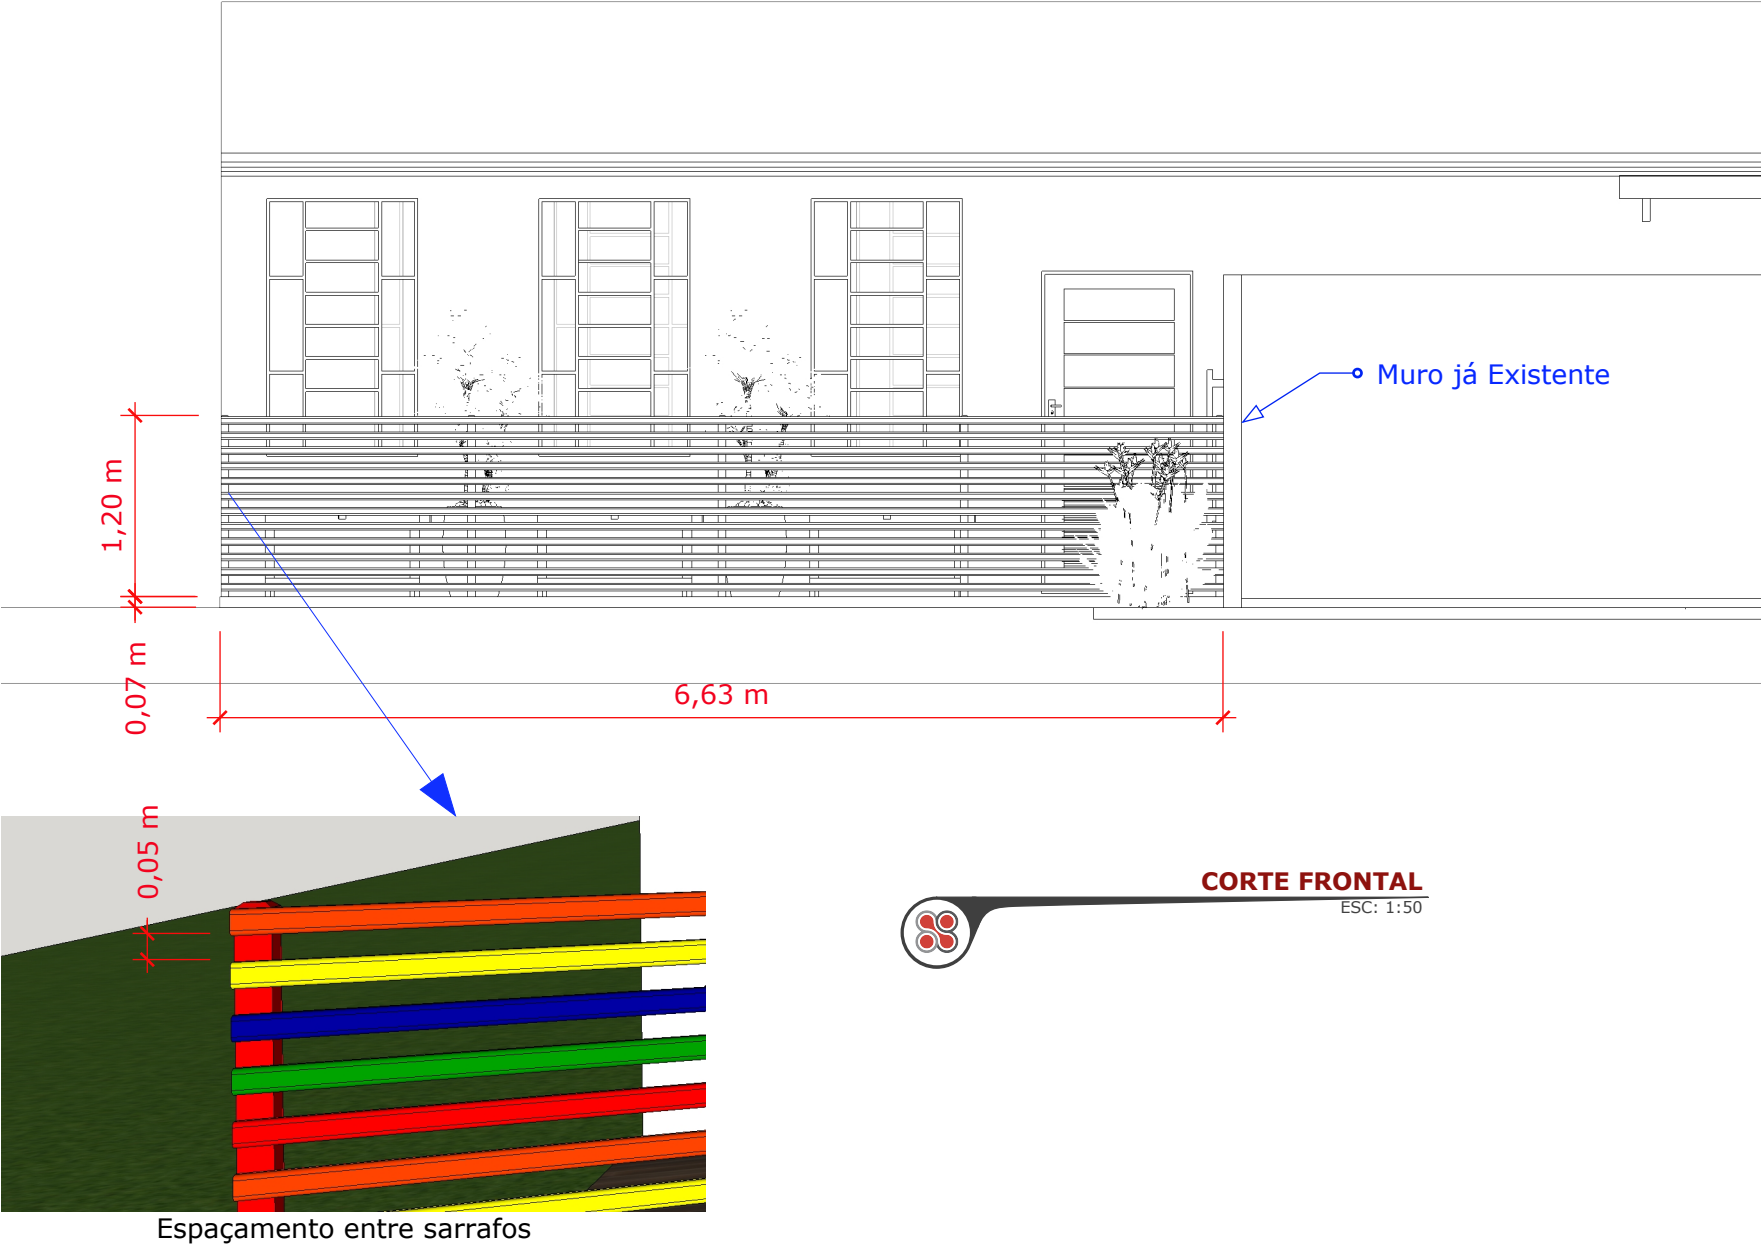 Muro já Existente
1,20 m
0,07 m
6,63 m
0,05 m
CORTE FRONTAL
ESC: 1:50
Espaçamento entre sarrafos